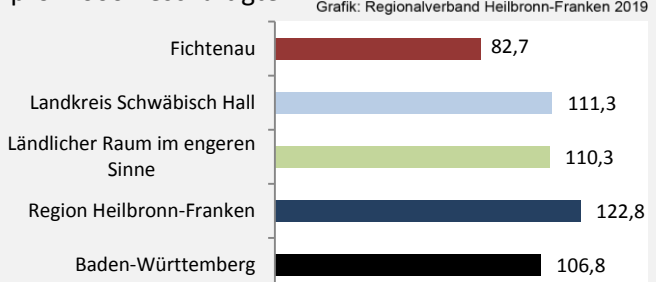 Grafik: Regionalverband Heilbronn-Franken 2019
Fichtenau
82,7
Landkreis Schwäbisch Hall
111,3
Ländlicher Raum im engeren
Sinne
110,3
Region Heilbronn-Franken
122,8
Baden-Württemberg
106,8